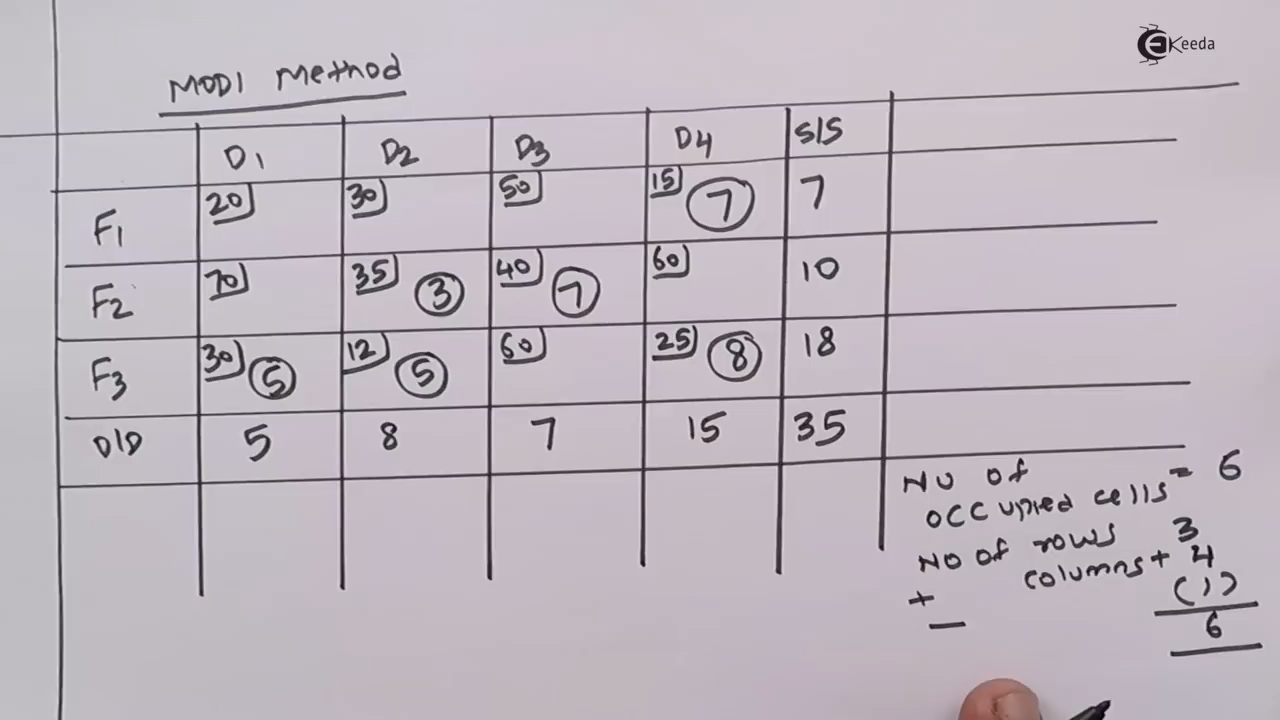 Keeda
MODI Method
D1 D2 D3 D4 S/S
F1 20 30 50 15 7 7
F2 70 35 3 40 7 60 10
F3 30 5 12 5 60 25 8 18
D/D 5 8 7 15 35
NO of
occupied cells = 6
NO of rows 3
columns + 4
+ (1)
— 6